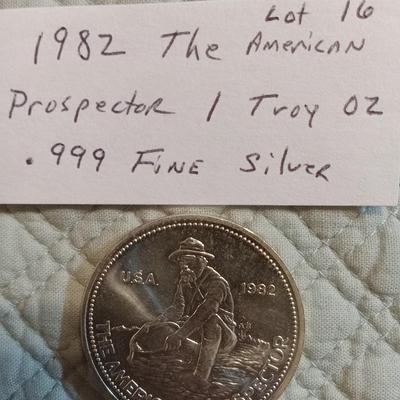 Lot 16
1982 The American
Prospector 1 Troy oz
.999 Fine Silver
U.S.A. 1982
THE AMERICAN PROSPECTOR